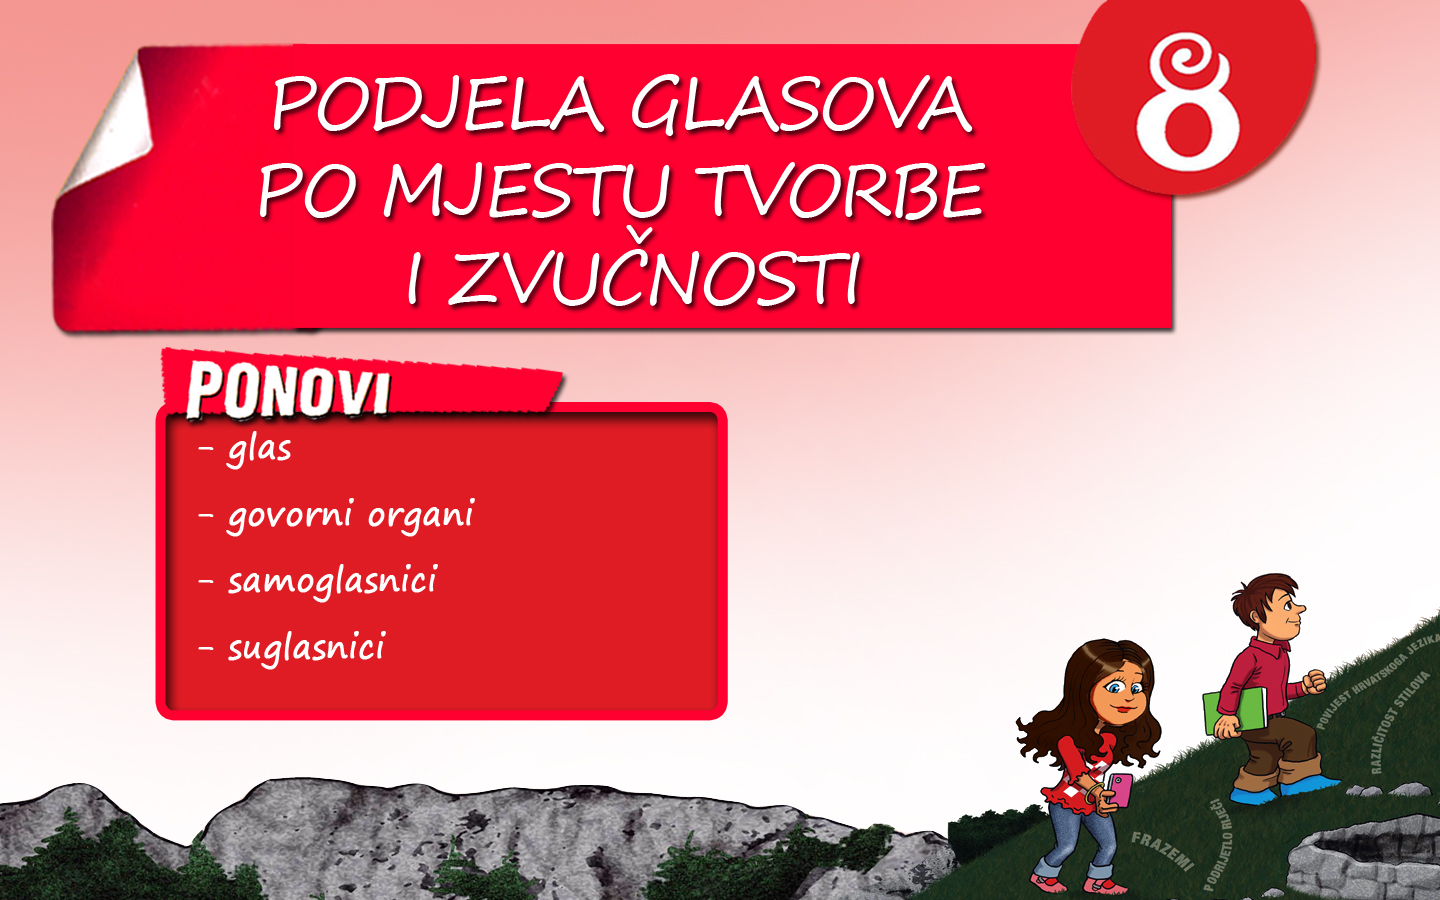 8
PODJELA GLASOVA
PO MJESTU TVORBE
I ZVUČNOSTI
PONOVI
- glas
- govorni organi
- samoglasnici
- suglasnici
POVIJEST HRVATSKOGA JEZIKA
RAZLIČITOST STILOVA
FRAZEMI
PODRIJETLO RIJEČI